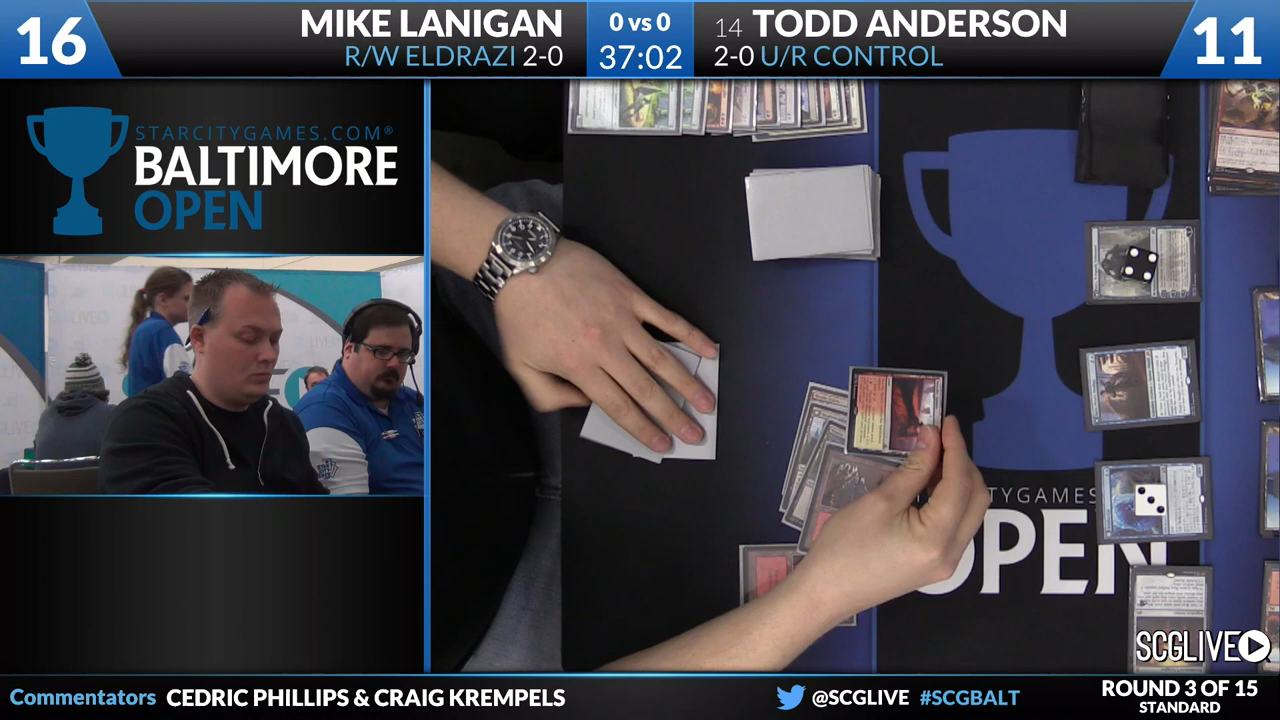 16
MIKE LANIGAN
R/W ELDRAZI 2-0
0 vs 0
37:02
14 TODD ANDERSON
2-0 U/R CONTROL
11
STARCITYGAMES.COM®
BALTIMORE
OPEN
CITYGAMES
OPEN
SCGLIVE
Commentators CEDRIC PHILLIPS & CRAIG KREMPELS
@SCGLIVE #SCGBALT
ROUND 3 OF 15
STANDARD